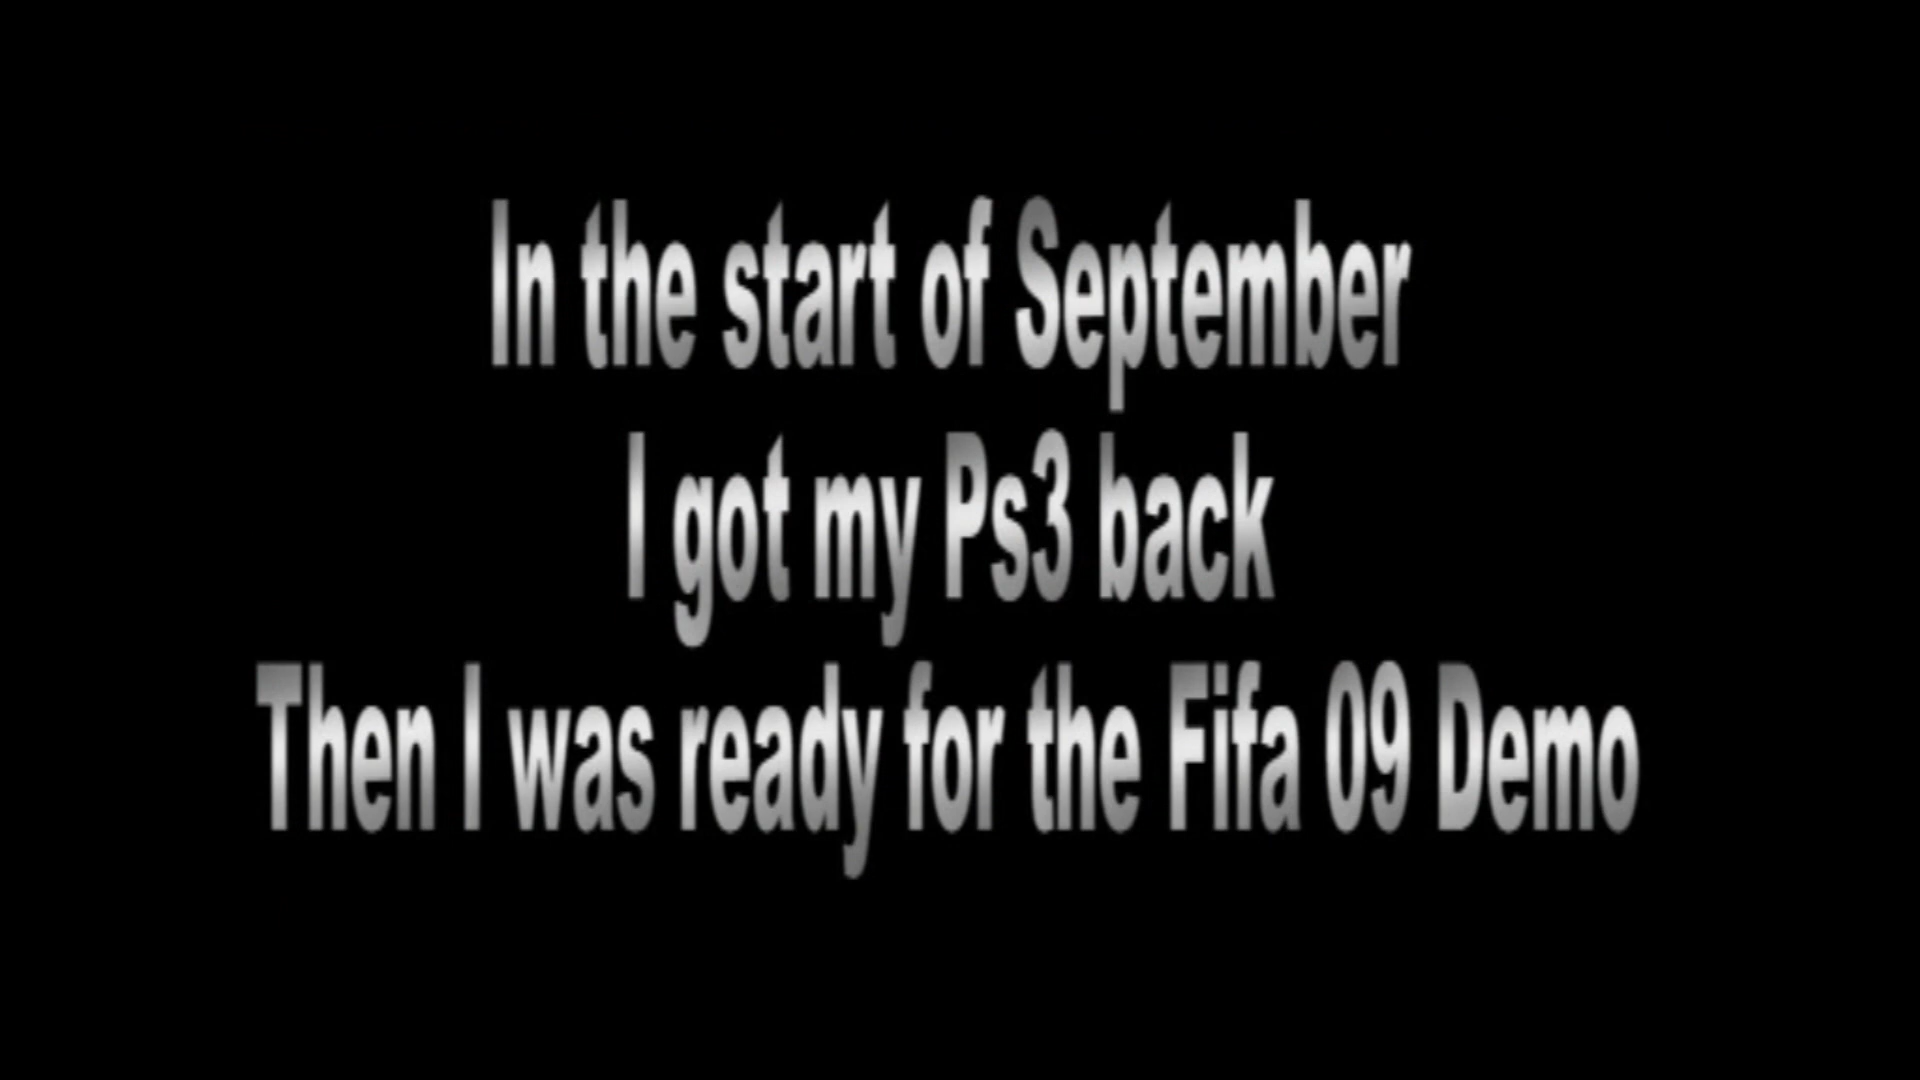 In the start of September
I got my Ps3 back
Then I was ready for the Fifa 09 Demo